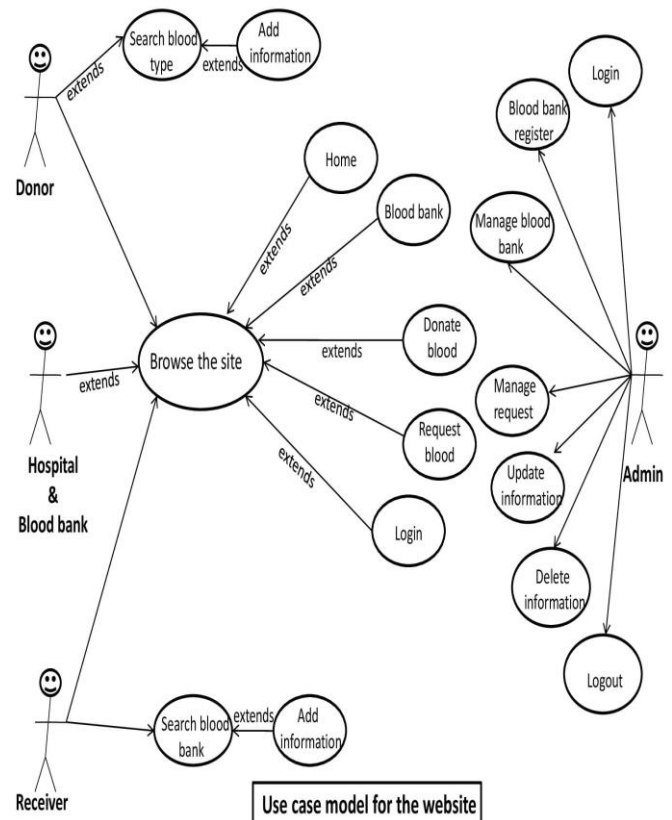 Search blood
type
extends
Add
information
extends
Donor
Login
Blood bank
register
Home
Blood bank
Manage blood
bank
extends
extends
Donate
blood
extends
Browse the site
extends
Hospital
&
Blood bank
Request
blood
extends
Login
extends
Manage
request
Admin
Update
information
Delete
information
Logout
Receiver
Search blood
bank
extends
Add
information
Use case model for the website